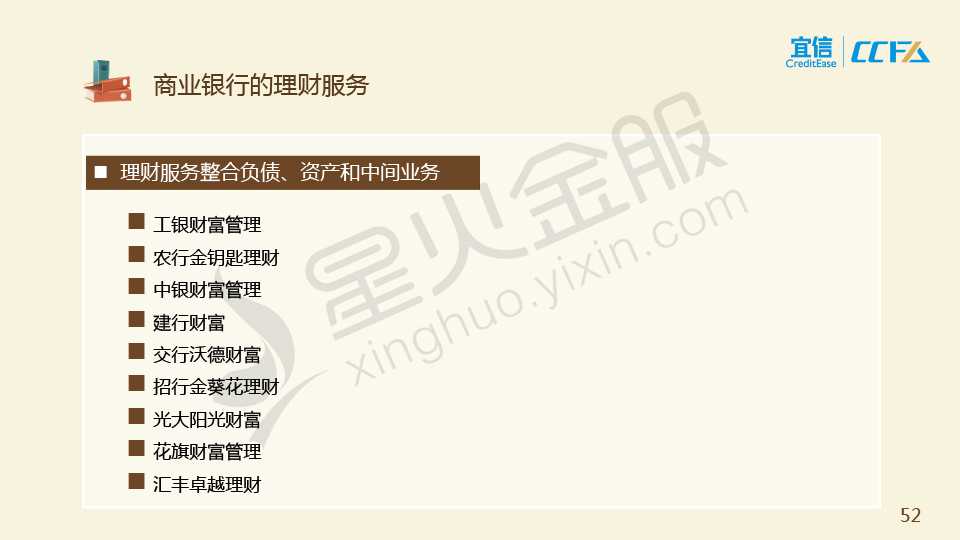 宜信
CreditEase
CCFA
商业银行的理财服务
理财服务整合负债、资产和中间业务
工银财富管理
农行金钥匙理财
中银财富管理
建行财富
交行沃德财富
招行金葵花理财
光大阳光财富
花旗财富管理
汇丰卓越理财
星火金服
xinghuo.yixin.com
52